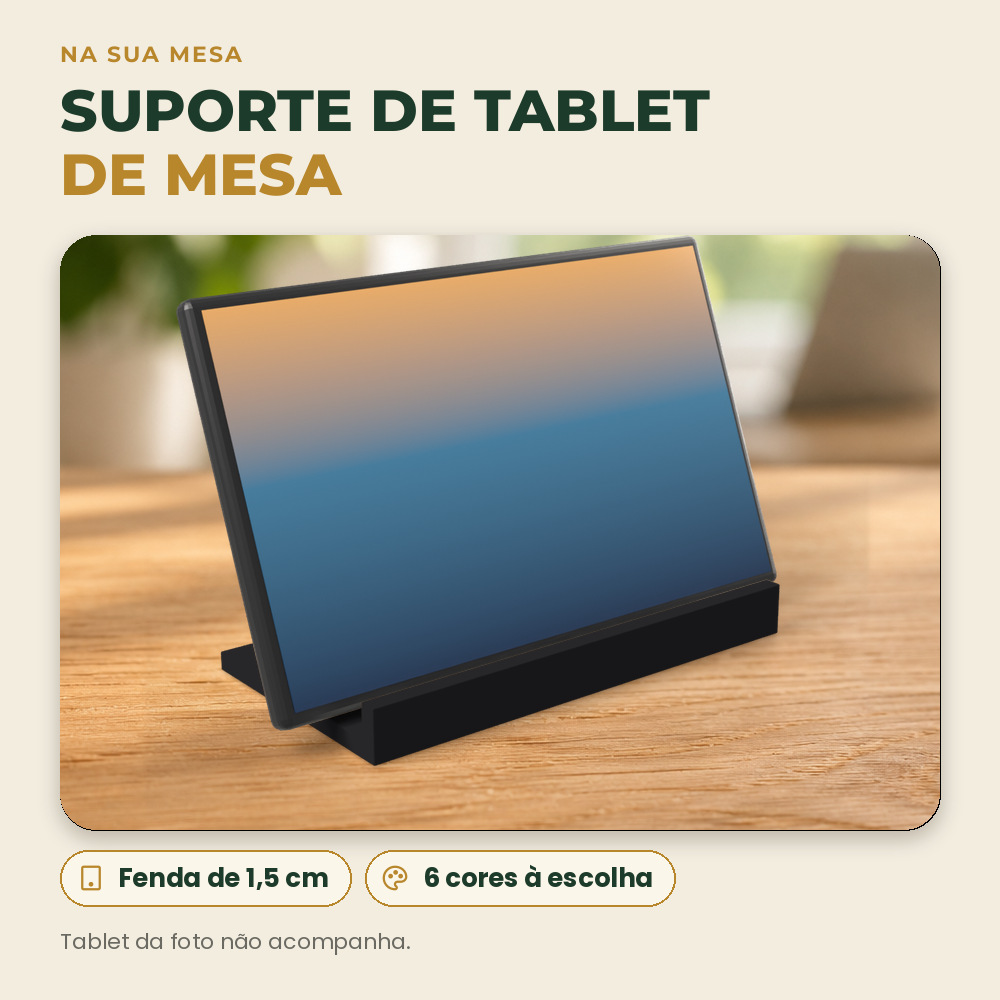 NA SUA MESA
SUPORTE DE TABLET
DE MESA
Fenda de 1,5 cm
6 cores à escolha
Tablet da foto não acompanha.